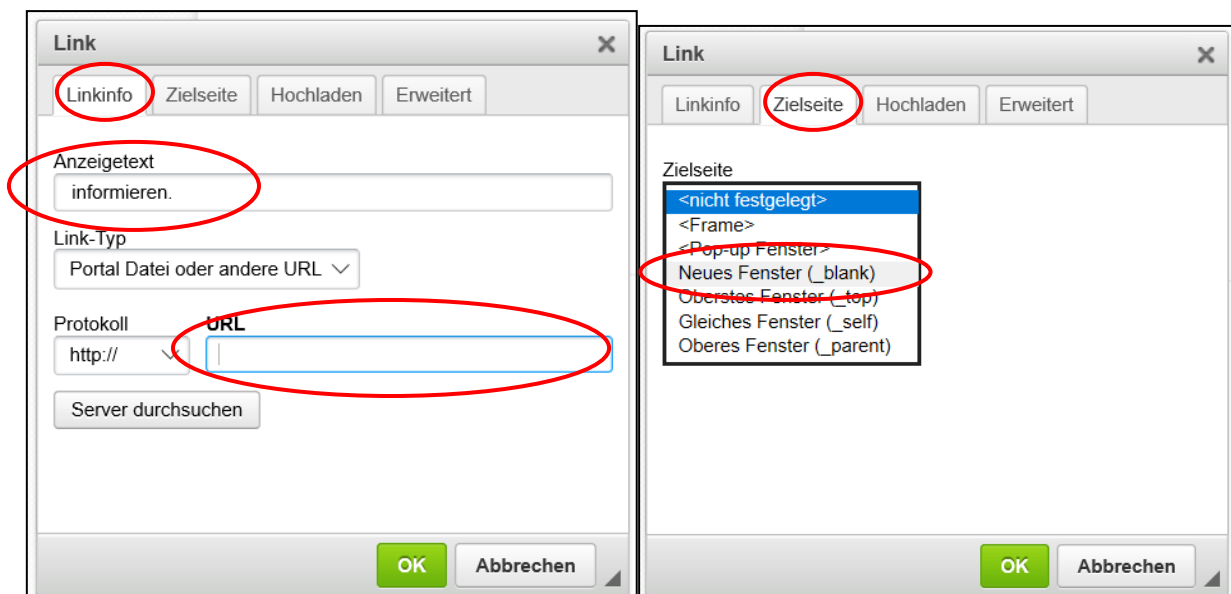 Link
Linkinfo Zielseite Hochladen Erweitert
Anzeigetext
informieren.
Link-Typ
Portal Datei oder andere URL
Protokoll URL
http://
Server durchsuchen
OK Abbrechen
Link
Linkinfo Zielseite Hochladen Erweitert
Zielseite
<nicht festgelegt>
<Frame>
<Pop-up Fenster>
Neues Fenster (_blank)
Oberstes Fenster (_top)
Gleiches Fenster (_self)
Oberes Fenster (_parent)
OK Abbrechen